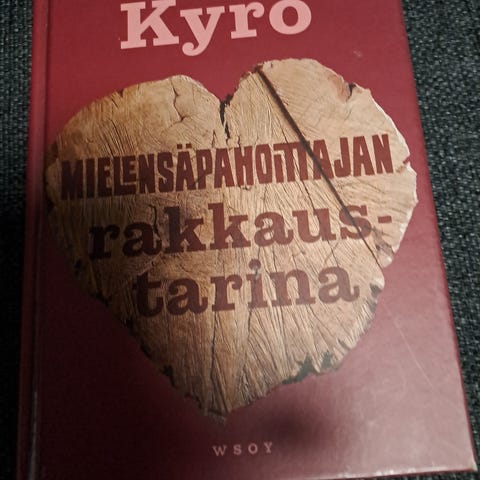 Kyrö
MIELENSÄPAHOITTAJAN
rakkaus-
tarina
WSOY